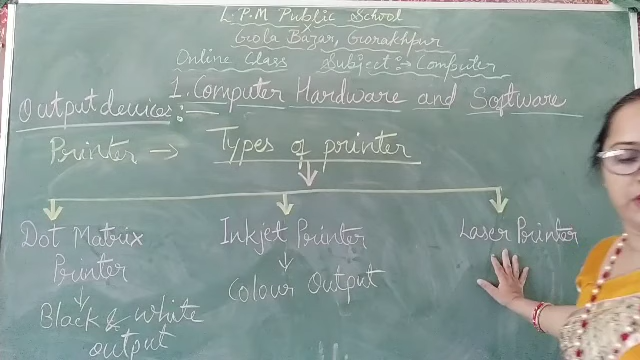 L.P.M Public School
Gola Bazar, Gorakhpur
Online Class Subject:→ Computer
1. Computer Hardware and Software
Output devices:-
Printer → Types of printer
Dot Matrix Printer
Inkjet Printer
Laser Printer
Black & white output
Colour Output